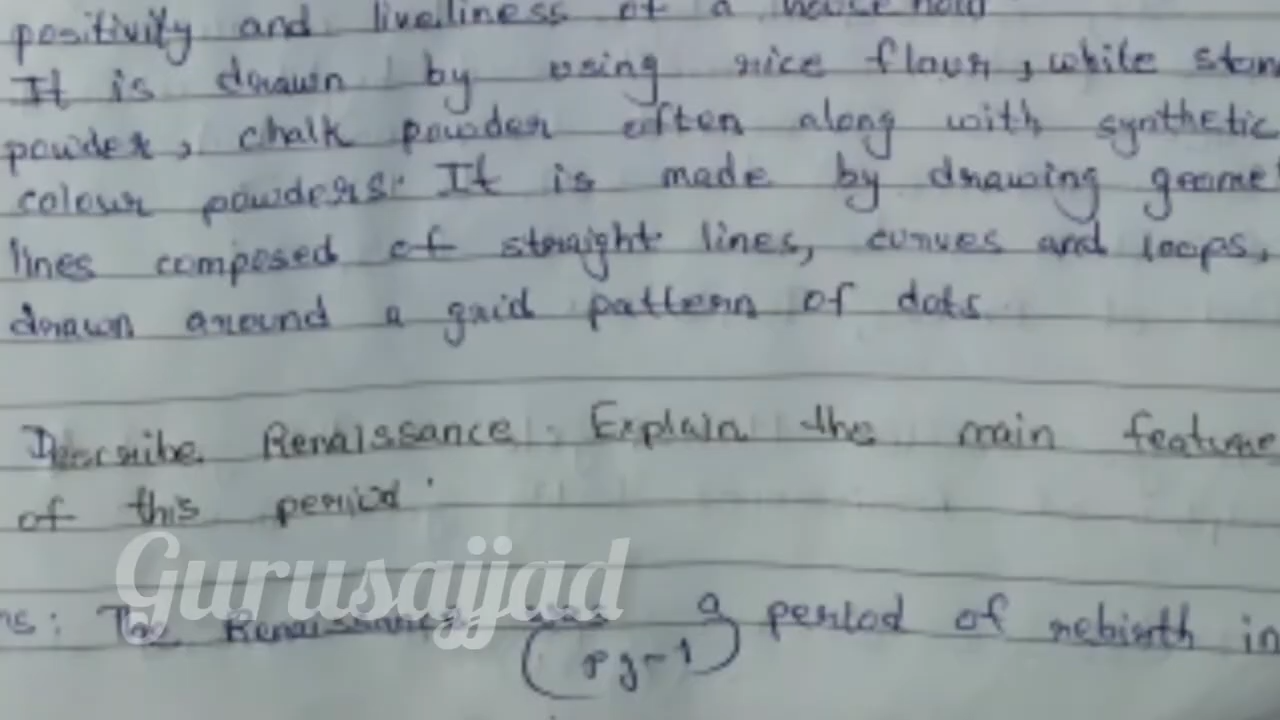 positivity and liveliness of a household
It is drawn by using rice flour, white ston
powder, chalk powder often along with synthetic
colour powders. It is made by drawing geomet
lines composed of straight lines, curves and loops,
drawn around a grid pattern of dots
Describe Renaissance. Explain the main feature
of this period.
Gurusajjad
ns: The Renaissance was a period of rebirth in
pg-1